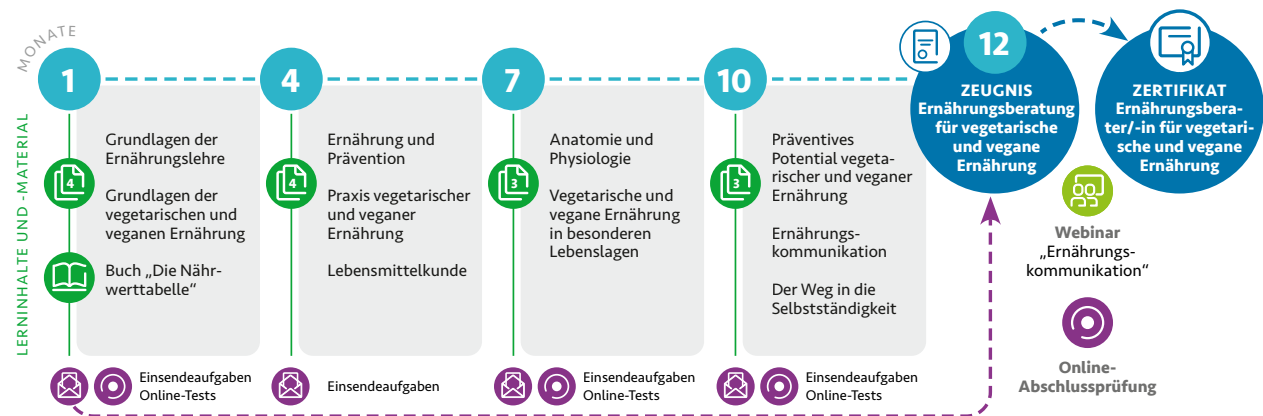 MONATE
LERNINHALTE UND -MATERIAL
1
4
Grundlagen der
Ernährungslehre
Grundlagen der
vegetarischen und
veganen Ernährung
Buch „Die Nähr-
werttabelle“
Einsendeaufgaben
Online-Tests
4
4
Ernährung und
Prävention
Praxis vegetarischer
und veganer
Ernährung
Lebensmittelkunde
Einsendeaufgaben
7
3
Anatomie und
Physiologie
Vegetarische und
vegane Ernährung
in besonderen
Lebenslagen
Einsendeaufgaben
Online-Tests
10
3
Präventives
Potential vegeta-
rischer und veganer
Ernährung
Ernährungs-
kommunikation
Der Weg in die
Selbstständigkeit
Einsendeaufgaben
Online-Tests
12
ZEUGNIS
Ernährungsberatung
für vegetarische
und vegane
Ernährung
ZERTIFIKAT
Ernährungsbera-
ter/-in für vegetari-
sche und vegane
Ernährung
Webinar
„Ernährungs-
kommunikation“
Online-
Abschlussprüfung